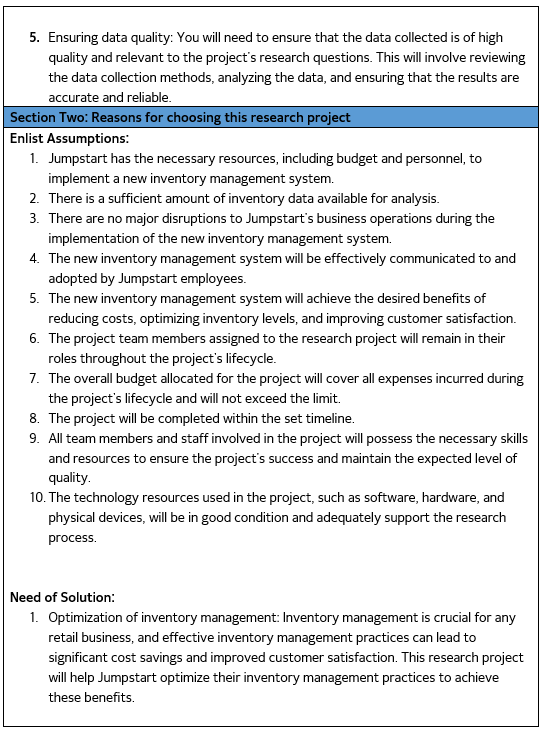 5. Ensuring data quality: You will need to ensure that the data collected is of high
quality and relevant to the project's research questions. This will involve reviewing
the data collection methods, analyzing the data, and ensuring that the results are
accurate and reliable.
Section Two: Reasons for choosing this research project
Enlist Assumptions:
1. Jumpstart has the necessary resources, including budget and personnel, to
implement a new inventory management system.
2. There is a sufficient amount of inventory data available for analysis.
3. There are no major disruptions to Jumpstart's business operations during the
implementation of the new inventory management system.
4. The new inventory management system will be effectively communicated to and
adopted by Jumpstart employees.
5. The new inventory management system will achieve the desired benefits of
reducing costs, optimizing inventory levels, and improving customer satisfaction.
6. The project team members assigned to the research project will remain in their
roles throughout the project's lifecycle.
7. The overall budget allocated for the project will cover all expenses incurred during
the project's lifecycle and will not exceed the limit.
8. The project will be completed within the set timeline.
9. All team members and staff involved in the project will possess the necessary skills
and resources to ensure the project's success and maintain the expected level of
quality.
10. The technology resources used in the project, such as software, hardware, and
physical devices, will be in good condition and adequately support the research
process.
Need of Solution:
1. Optimization of inventory management: Inventory management is crucial for any
retail business, and effective inventory management practices can lead to
significant cost savings and improved customer satisfaction. This research project
will help Jumpstart optimize their inventory management practices to achieve
these benefits.